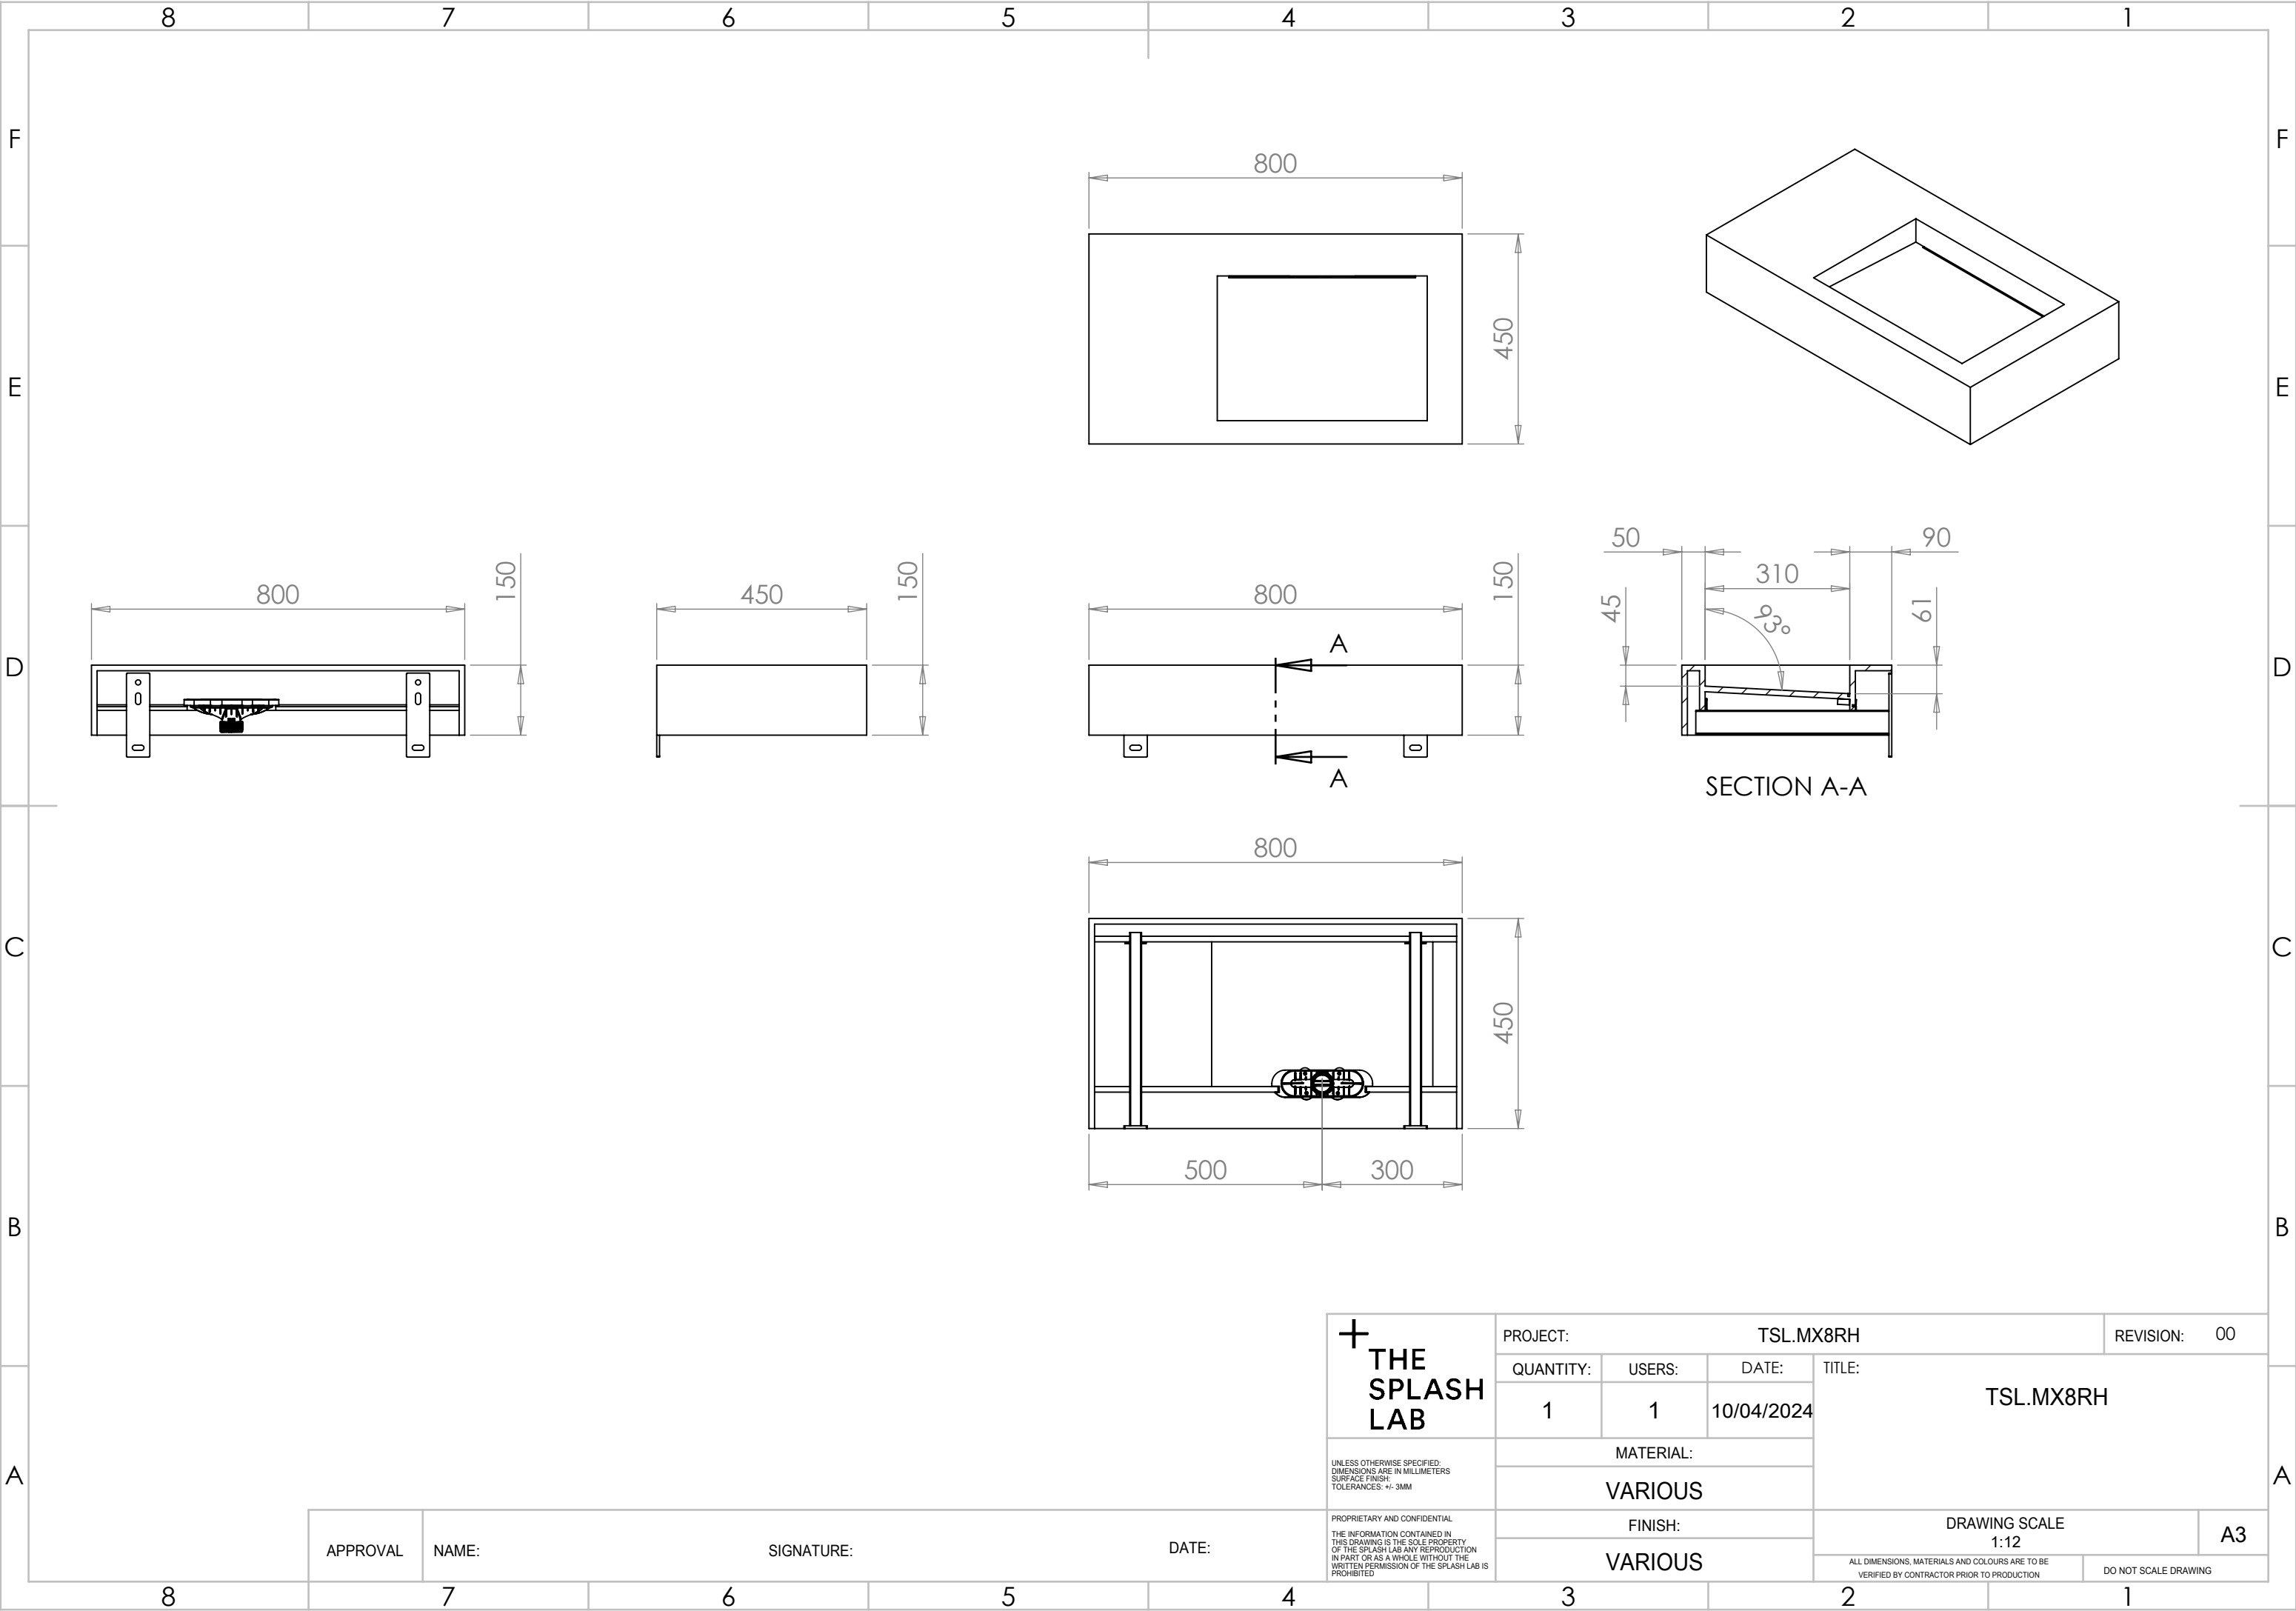 8 7 6 5 4 3 2 1
F F
E E
D D
C C
B B
A A
800
450
800
150
450
150
800
150
A
A
50
90
310
45
93°
61
SECTION A-A
800
450
500
300
THE
SPLASH
LAB
PROJECT: TSL.MX8RH
REVISION: 00
QUANTITY: USERS: DATE: TITLE:
1 1 10/04/2024
TSL.MX8RH
MATERIAL:
VARIOUS
UNLESS OTHERWISE SPECIFIED:
DIMENSIONS ARE IN MILLIMETERS
SURFACE FINISH:
TOLERANCES: +/- 3MM
PROPRIETARY AND CONFIDENTIAL
THE INFORMATION CONTAINED IN
THIS DRAWING IS THE SOLE PROPERTY
OF THE SPLASH LAB ANY REPRODUCTION
IN PART OR AS A WHOLE WITHOUT THE
WRITTEN PERMISSION OF THE SPLASH LAB IS
PROHIBITED
FINISH:
VARIOUS
DRAWING SCALE
1:12
A3
ALL DIMENSIONS, MATERIALS AND COLOURS ARE TO BE
VERIFIED BY CONTRACTOR PRIOR TO PRODUCTION
DO NOT SCALE DRAWING
APPROVAL NAME: SIGNATURE: DATE:
8 7 6 5 4 3 2 1